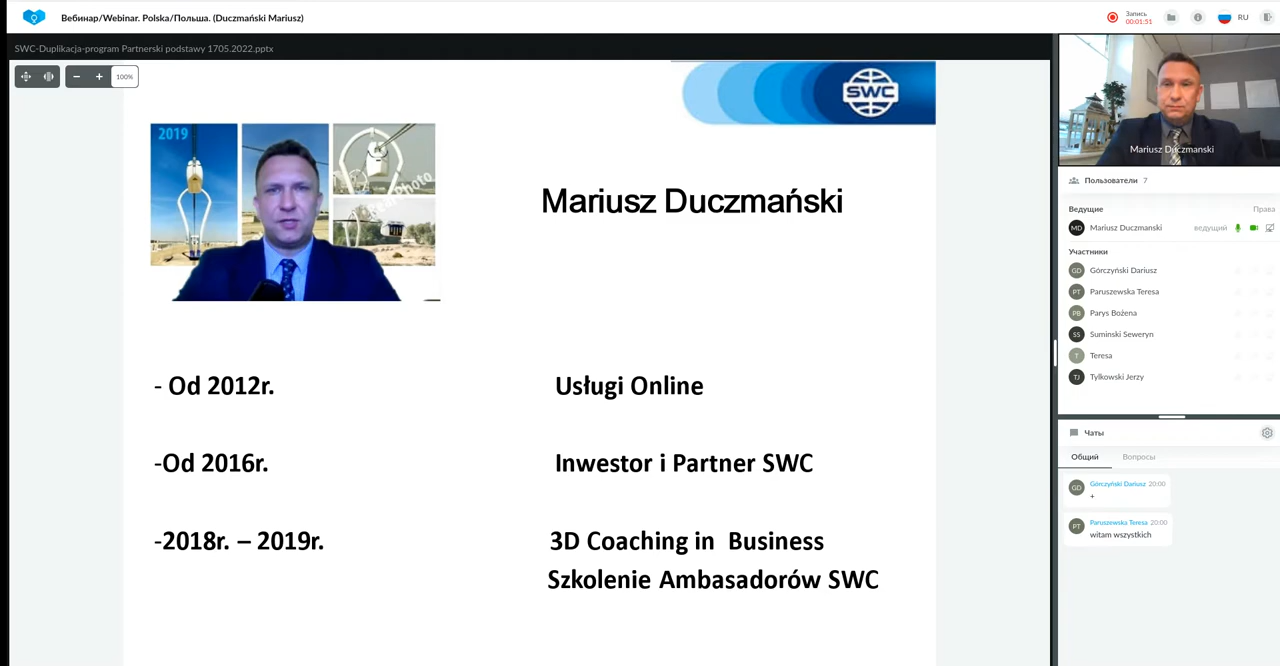 Вебинар/Webinar. Polska/Польша. (Duczmański Mariusz)
Запись
00:01:51
RU
SWC-Duplikacja-program Partnerski podstawy 1705.2022.pptx
100%
SWC
2019
Real Photo
Mariusz Duczmański
- Od 2012r. Usługi Online
-Od 2016r. Inwestor i Partner SWC
-2018r. – 2019r. 3D Coaching in Business
Szkolenie Ambasadorów SWC
Mariusz Duczmanski
Пользователи 7
Ведущие Права
MD Mariusz Duczmanski ведущий
Участники
GD Górczyński Dariusz
PT Paruszewska Teresa
PB Parys Bożena
SS Suminski Seweryn
T Teresa
TJ Tylkowski Jerzy
Чаты
Общий Вопросы
GD Górczyński Dariusz 20:00
+
PT Paruszewska Teresa 20:00
witam wszystkich